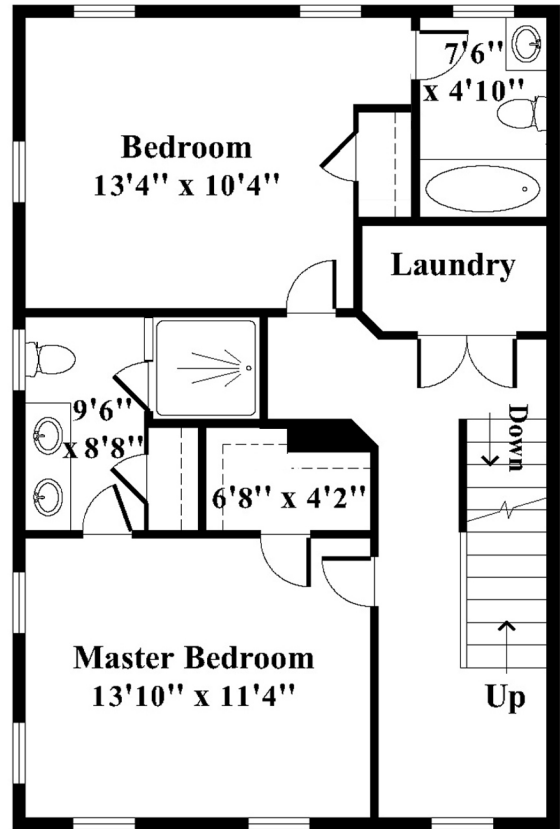 7'6''
x 4'10''
Bedroom
13'4'' x 10'4''
Laundry
9'6''
x 8'8''
Down
6'8'' x 4'2''
Master Bedroom
13'10'' x 11'4''
Up